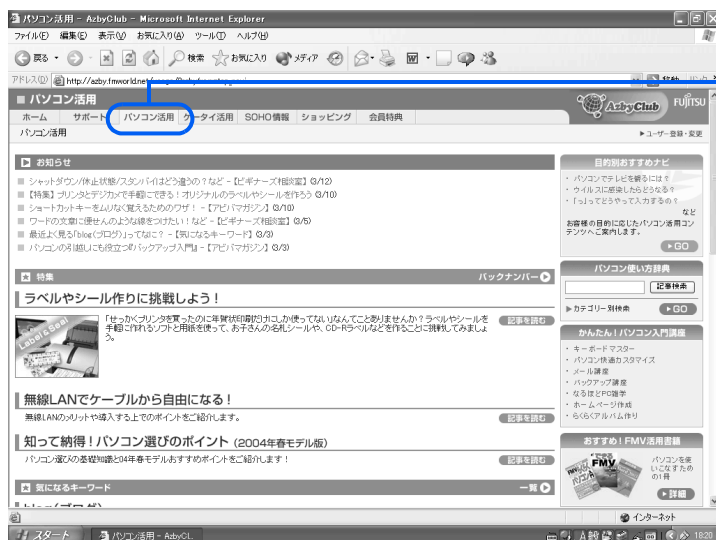 パソコン活用 - AzbyClub - Microsoft Internet Explorer
ファイル(F) 編集(E) 表示(V) お気に入り(A) ツール(T) ヘルプ(H)
戻る 検索 お気に入り メディア
アドレス(D) http://azby.fmworld.net/ 移動
パソコン活用
AzbyClub FUJITSU
ホーム サポート パソコン活用 ケータイ活用 SOHO情報 ショッピング 会員特典
パソコン活用
ユーザー登録・変更
お知らせ
シャットダウン/休止状態/スタンバイはどう違うの?など -【ビギナーズ相談室】(3/12)
【特集】プリンタとデジカメで手軽にできる!オリジナルのラベルやシールを作ろう(3/10)
ショートカットキーをムリなく覚えるためのワザ! -【アビバマガジン】(3/10)
ワードの文章に便せんのような線をつけたい!など -【ビギナーズ相談室】(3/5)
最近よく見る「blog(ブログ)」ってなに? -【気になるキーワード】(3/3)
パソコンの引越しにも役立つ『バックアップ入門』 -【アビバマガジン】(3/3)
特集 バックナンバー
ラベルやシール作りに挑戦しよう!
「せっかくプリンタを買ったのに年賀状印刷だけにしか使ってない」なんてことありませんか?ラベルやシールを
手軽に作れるソフトと用紙を使って、お子さんの名札シールや、CD-Rラベルなどを作ることに挑戦してみましょ
う。
記事を読む
Label & Seal
無線LANでケーブルから自由になる!
無線LANのメリットや導入する上でのポイントをご紹介します。
記事を読む
知って納得!パソコン選びのポイント (2004年春モデル版)
パソコン選びの基礎知識と04年春モデルおすすめポイントをご紹介します!
記事を読む
気になるキーワード 一覧
目的別おすすめナビ
・ パソコンでテレビを観るには?
・ ウイルスに感染したらどうなる?
・ 「っ」ってどうやって入力するの?
など
お客様の目的に応じたパソコン活用コン
テンツへご案内します。
GO
パソコン使い方辞典
記事検索
カテゴリー別検索 GO
かんたん!パソコン入門講座
・ キーボードマスター
・ パソコン快適カスタマイズ
・ メール講座
・ バックアップ講座
・ なるほどPC雑学
・ ホームページ作成
・ らくらくアルバム作り
おすすめ!FMV活用書籍
FMV
パソコンを使
いこなすため
の1冊
詳細
インターネット
スタート パソコン活用 - AzbyCl..
18:20